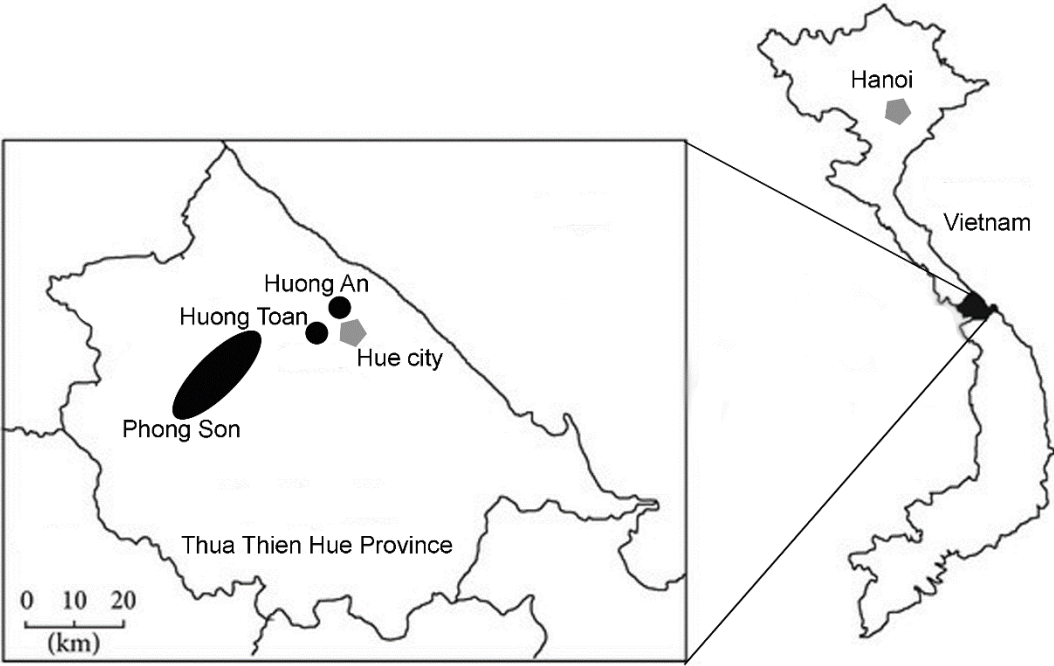 Hanoi
Vietnam
Huong An
Huong Toan
Hue city
Phong Son
Thua Thien Hue Province
0 10 20
(km)